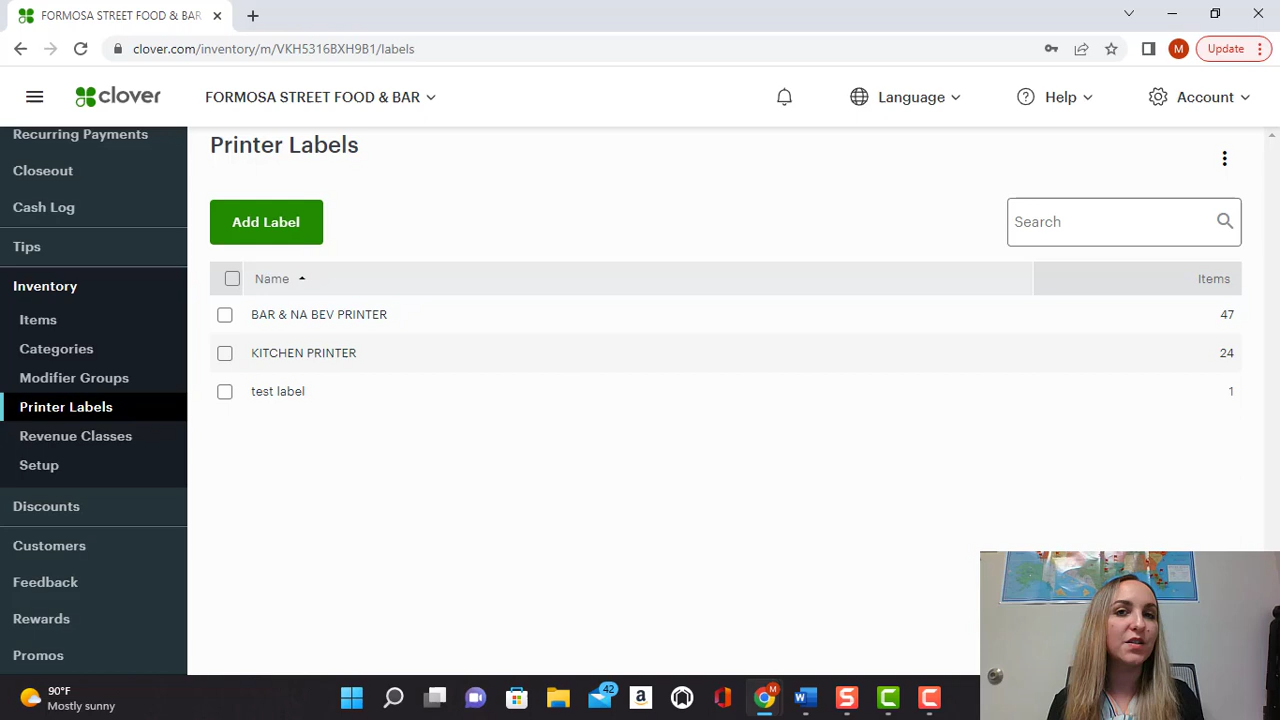 FORMOSA STREET FOOD & BAR
clover.com/inventory/m/VKH5316BXH9B1/labels
M
Update
clover
FORMOSA STREET FOOD & BAR
Language
Help
Account
Recurring Payments
Closeout
Cash Log
Tips
Inventory
Items
Categories
Modifier Groups
Printer Labels
Revenue Classes
Setup
Discounts
Customers
Feedback
Rewards
Promos
Printer Labels
Add Label
Search
Name
Items
BAR & NA BEV PRINTER
47
KITCHEN PRINTER
24
test label
1
90°F
Mostly sunny
42
M